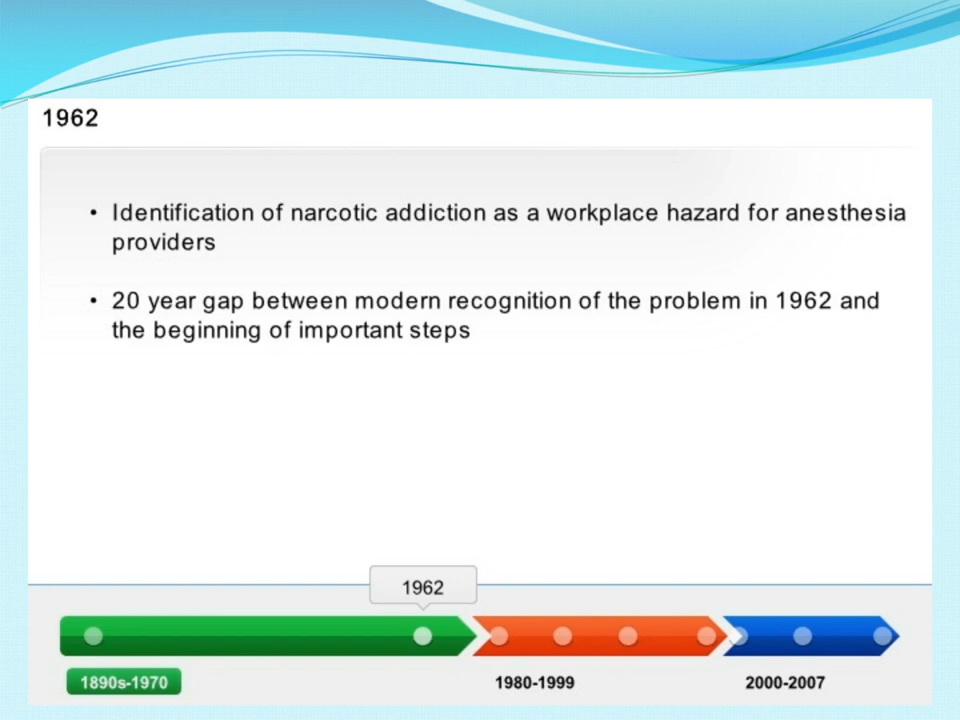 1962
• Identification of narcotic addiction as a workplace hazard for anesthesia
providers
• 20 year gap between modern recognition of the problem in 1962 and
the beginning of important steps
1962
1890s-1970
1980-1999
2000-2007